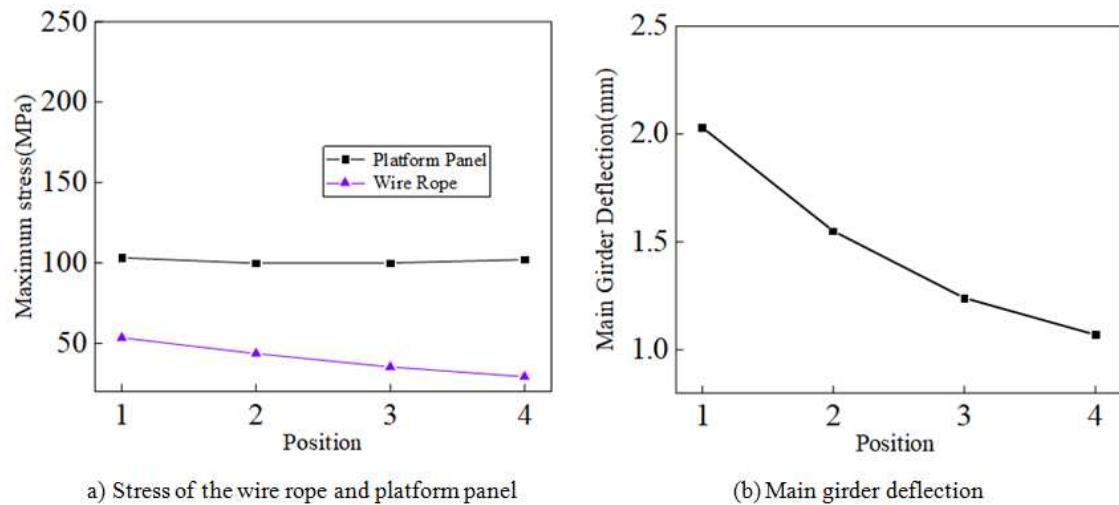 250
200
150
100
50
Maximum stress(MPa)
Platform Panel
Wire Rope
1 2 3 4
Position
a) Stress of the wire rope and platform panel
2.5
2.0
1.5
1.0
Main Girder Deflection(mm)
1 2 3 4
Position
(b) Main girder deflection